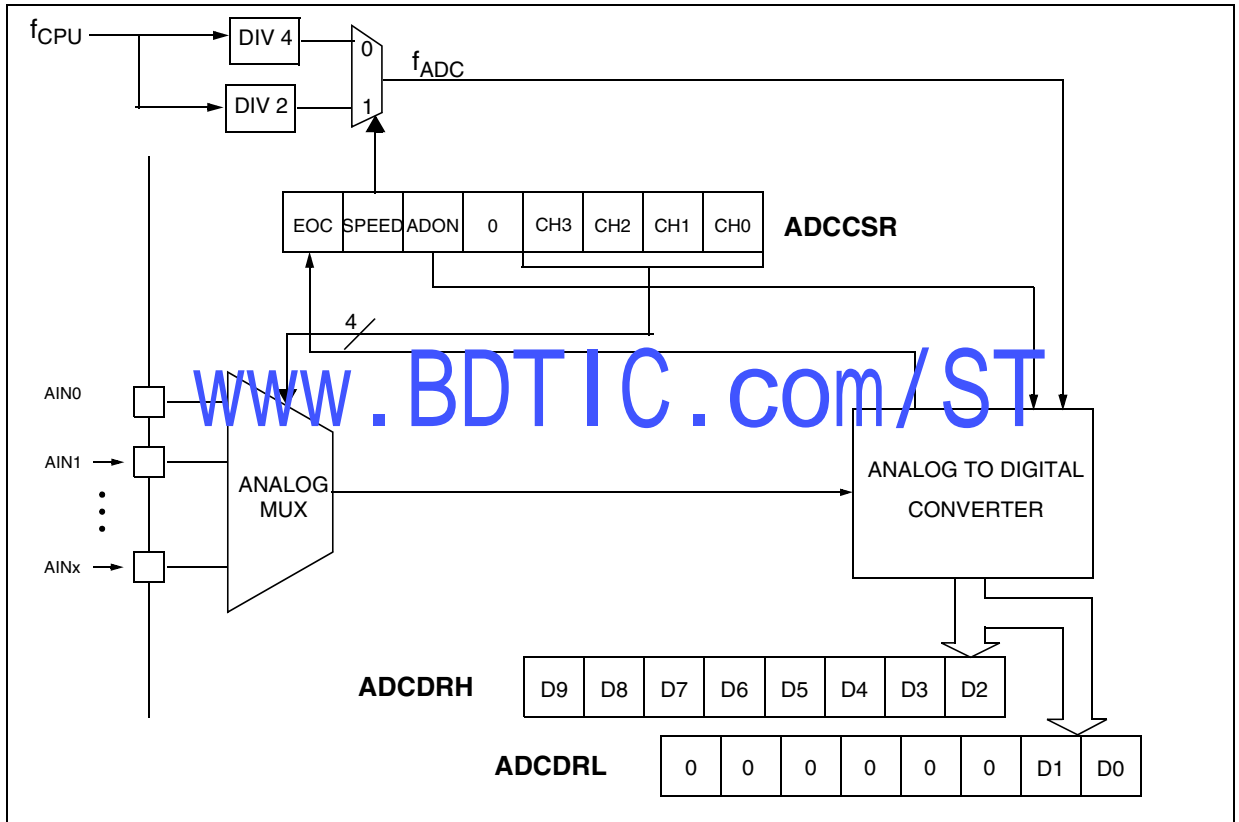 fCPU
DIV 4
0
fADC
DIV 2
1
EOC SPEED ADON 0 CH3 CH2 CH1 CH0 ADCCSR
4
www.BDTIC.com/ST
AIN0
AIN1
ANALOG MUX
ANALOG TO DIGITAL
CONVERTER
AINx
ADCDRH D9 D8 D7 D6 D5 D4 D3 D2
ADCDRL 0 0 0 0 0 0 D1 D0